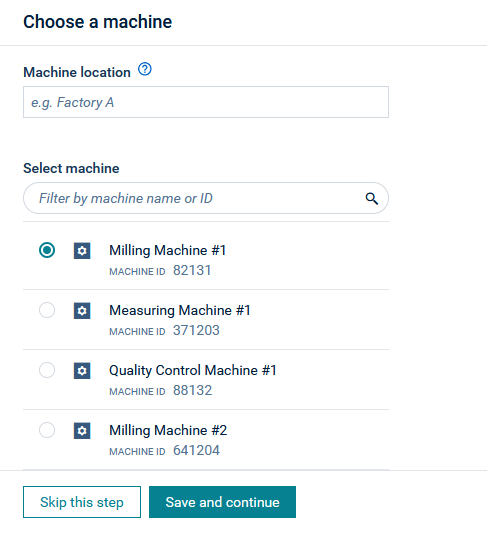 Choose a machine
Machine location
e.g. Factory A
Select machine
Filter by machine name or ID
Milling Machine #1
MACHINE ID 82131
Measuring Machine #1
MACHINE ID 371203
Quality Control Machine #1
MACHINE ID 88132
Milling Machine #2
MACHINE ID 641204
Skip this step
Save and continue